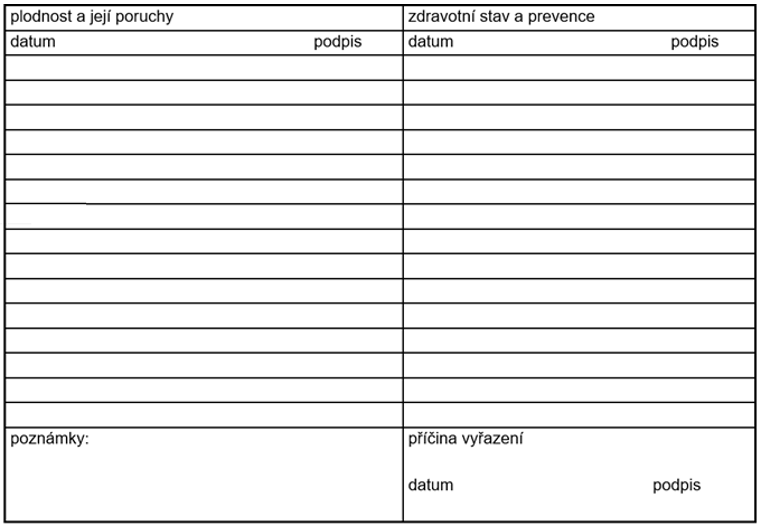 plodnost a její poruchy
zdravotní stav a prevence
datum podpis
datum podpis
poznámky:
příčina vyřazení
datum podpis